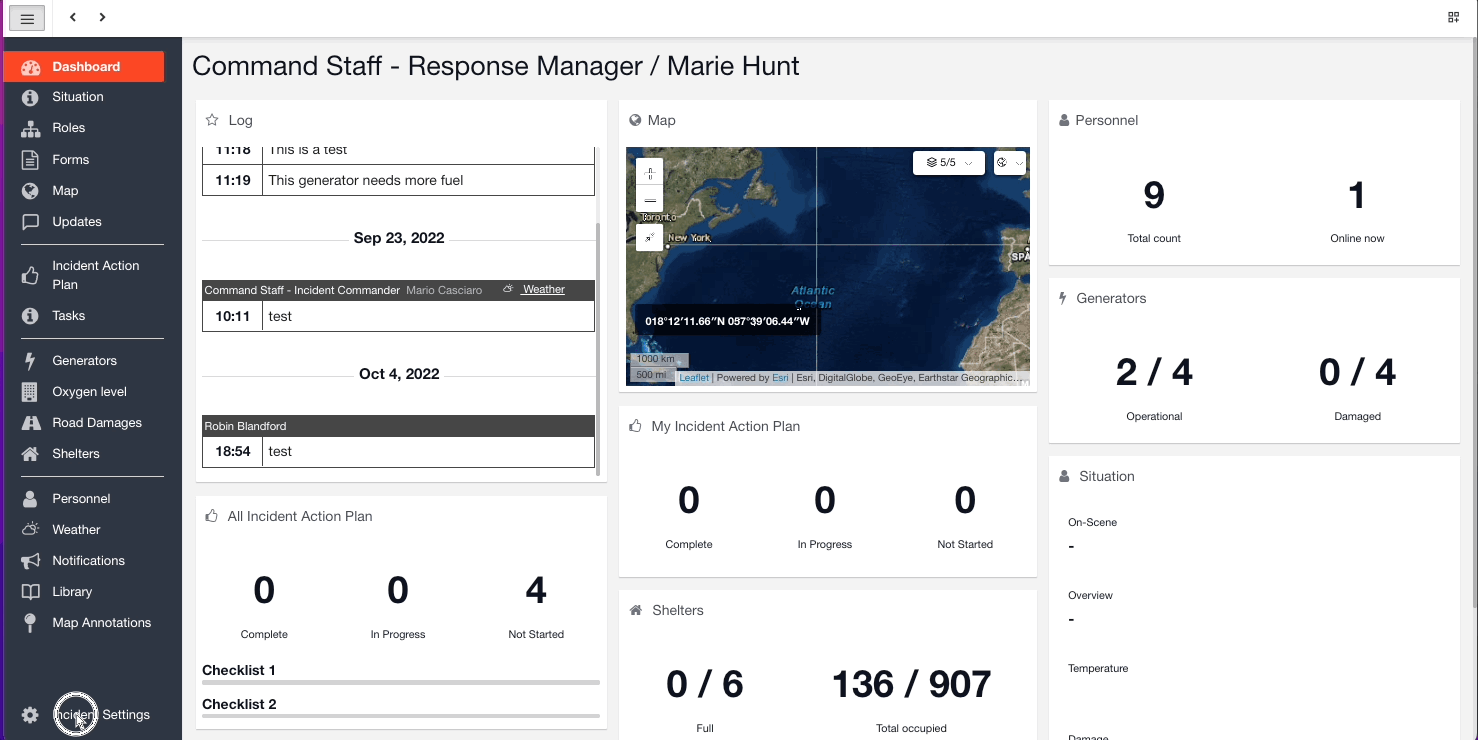 Dashboard
Situation
Roles
Forms
Map
Updates
Incident Action
Plan
Tasks
Generators
Oxygen level
Road Damages
Shelters
Personnel
Weather
Notifications
Library
Map Annotations
Incident Settings
Command Staff - Response Manager / Marie Hunt
Log
11:18 This is a test
11:19 This generator needs more fuel
Sep 23, 2022
Command Staff - Incident Commander Mario Casciaro Weather
10:11 test
Oct 4, 2022
Robin Blandford
18:54 test
All Incident Action Plan
0 0 4
Complete In Progress Not Started
Checklist 1
Checklist 2
Map
5/5
Toronto
New York
SPA
Atlantic
Ocean
018°12'11.66"N 087°39'06.44"W
1000 km
500 mi
Leaflet | Powered by Esri | Esri, DigitalGlobe, GeoEye, Earthstar Geographic...
My Incident Action Plan
0 0 0
Complete In Progress Not Started
Shelters
0 / 6 136 / 907
Full Total occupied
Personnel
9 1
Total count Online now
Generators
2 / 4 0 / 4
Operational Damaged
Situation
On-Scene
-
Overview
-
Temperature
Damage